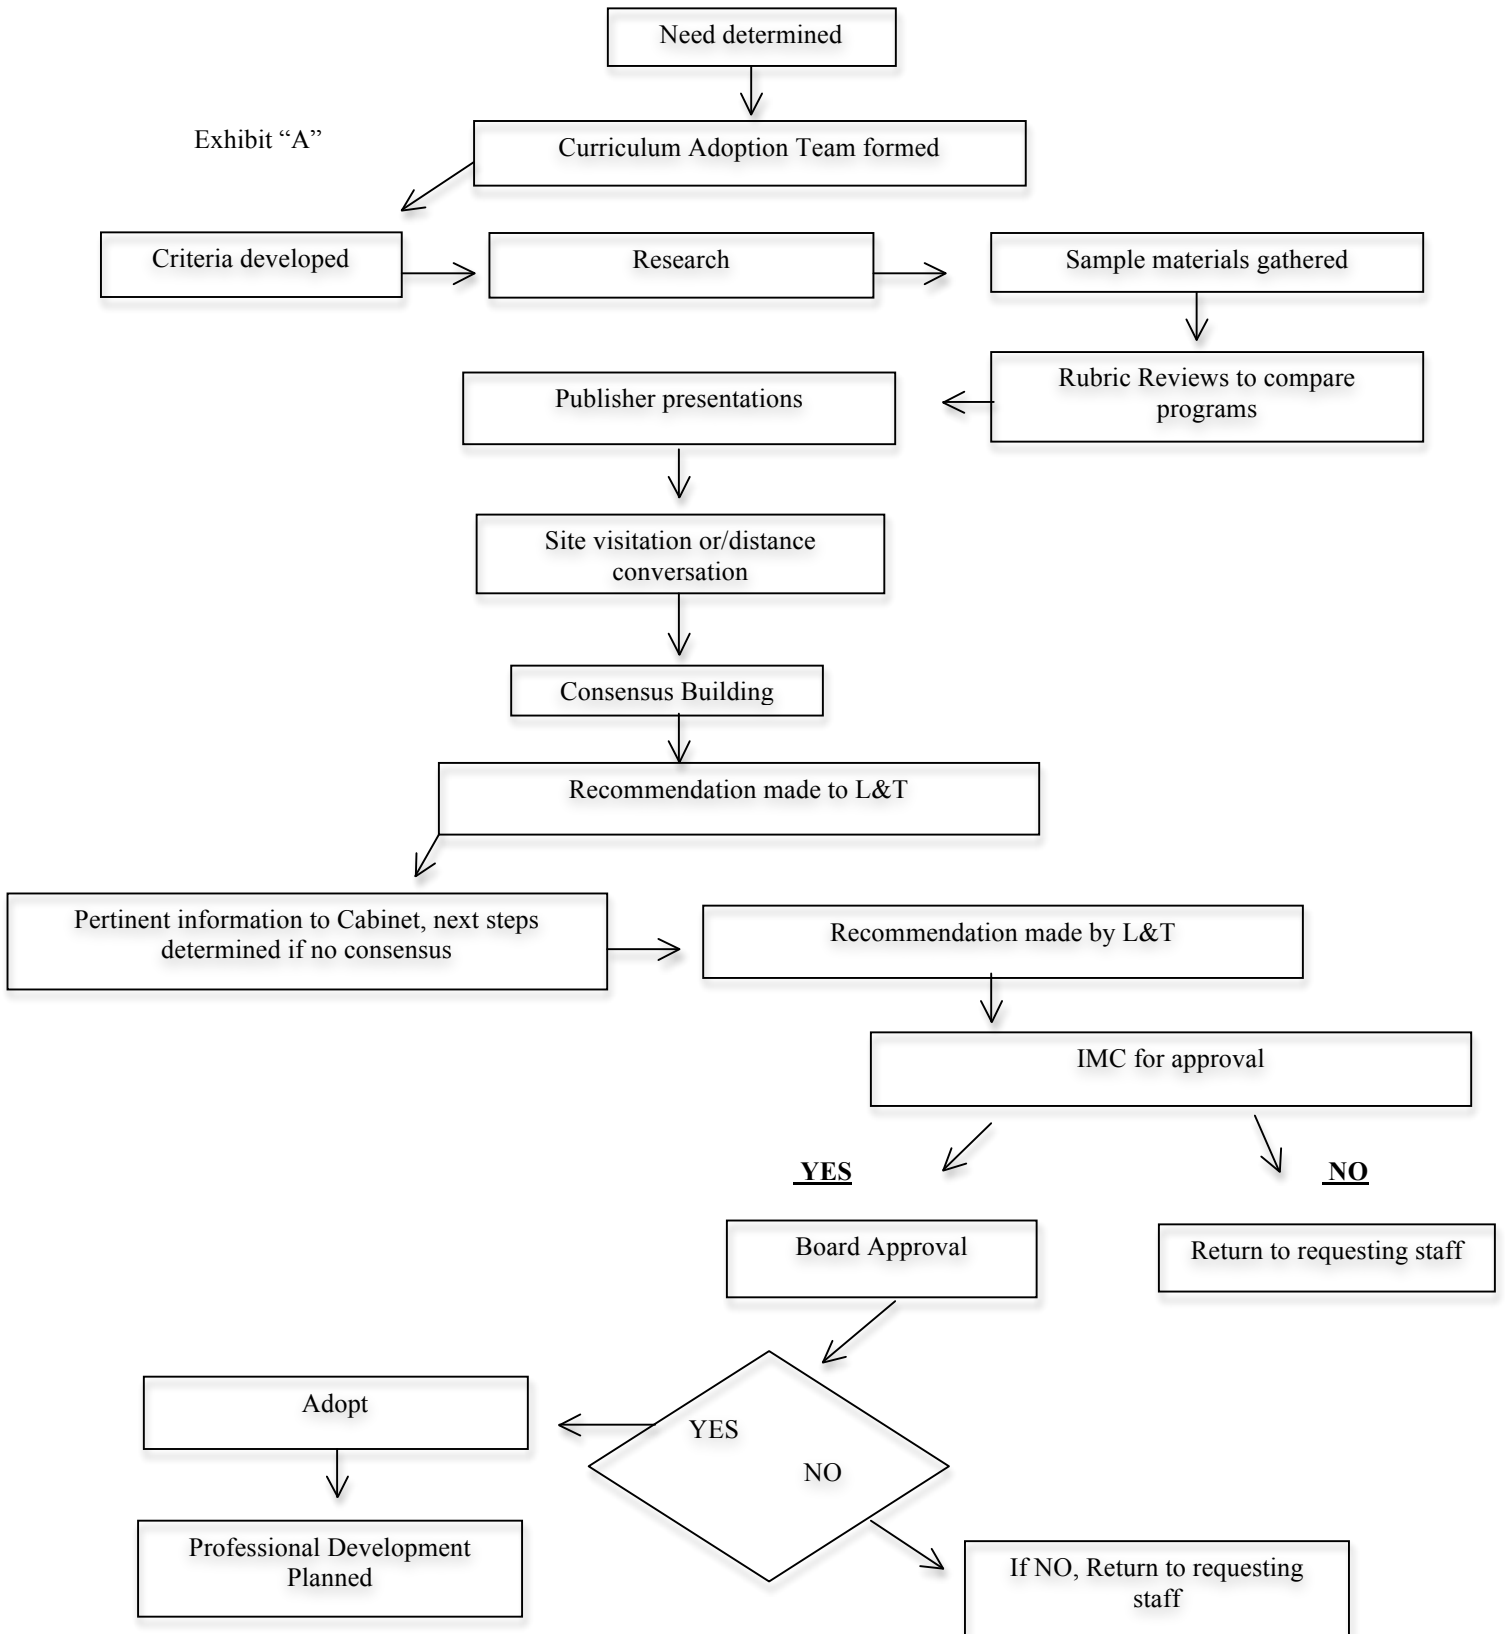 Need determined
Exhibit “A”
Curriculum Adoption Team formed
Criteria developed
Research
Sample materials gathered
Rubric Reviews to compare
programs
Publisher presentations
Site visitation or/distance
conversation
Consensus Building
Recommendation made to L&T
Pertinent information to Cabinet, next steps
determined if no consensus
Recommendation made by L&T
IMC for approval
YES
NO
Board Approval
Return to requesting staff
Adopt
YES
NO
Professional Development
Planned
If NO, Return to requesting
staff